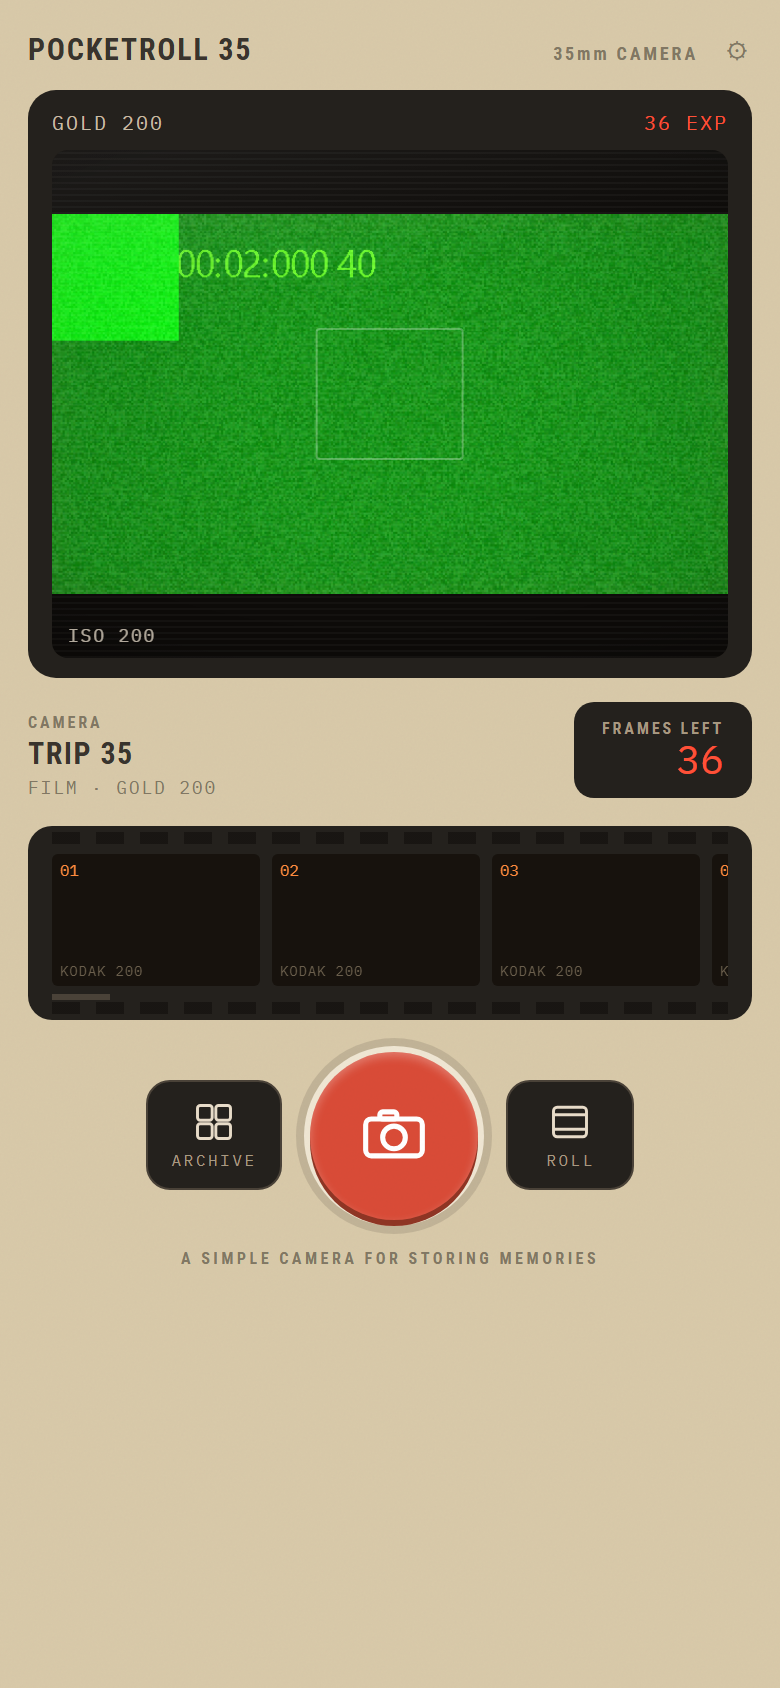 POCKETROLL 35
35mm CAMERA
GOLD 200
36 EXP
00:02:000 40
ISO 200
CAMERA
TRIP 35
FILM · GOLD 200
FRAMES LEFT
36
01
02
03
KODAK 200
KODAK 200
KODAK 200
ARCHIVE
ROLL
A SIMPLE CAMERA FOR STORING MEMORIES